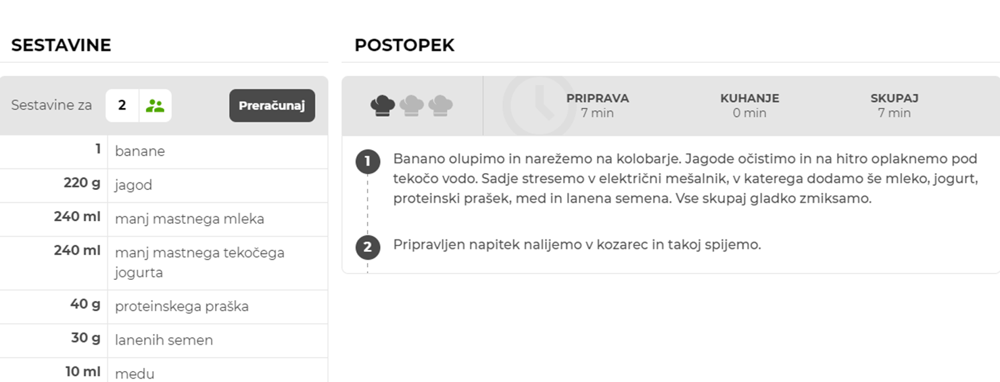 SESTAVINE
Sestavine za 2 Preračunaj
1 banane
220 g jagod
240 ml manj mastnega mleka
240 ml manj mastnega tekočega
jogurta
40 g proteinskega praška
30 g lanenih semen
10 ml medu
POSTOPEK
PRIPRAVA KUHANJE SKUPAJ
7 min 0 min 7 min
1 Banano olupimo in narežemo na kolobarje. Jagode očistimo in na hitro oplaknemo pod
tekočo vodo. Sadje stresemo v električni mešalnik, v katerega dodamo še mleko, jogurt,
proteinski prašek, med in lanena semena. Vse skupaj gladko zmiksamo.
2 Pripravljen napitek nalijemo v kozarec in takoj spijemo.